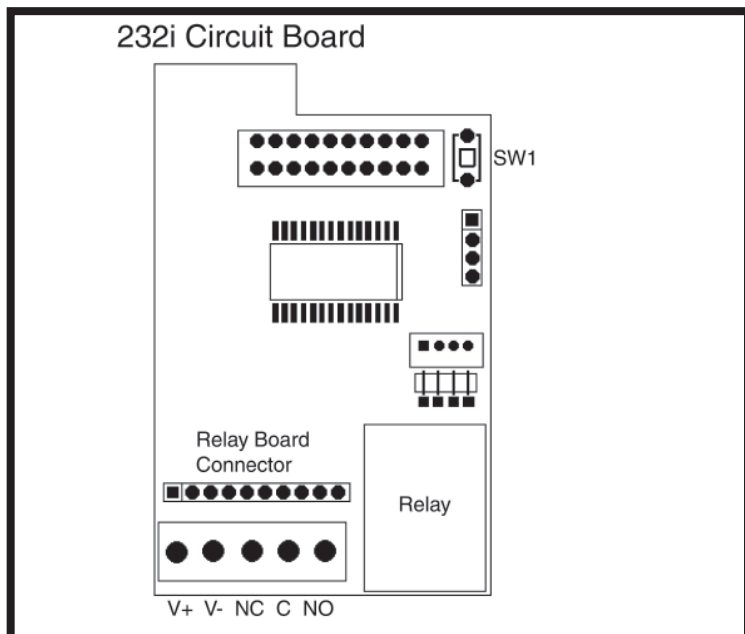 232i Circuit Board
SW1
Relay Board
Connector
Relay
V+ V- NC C NO